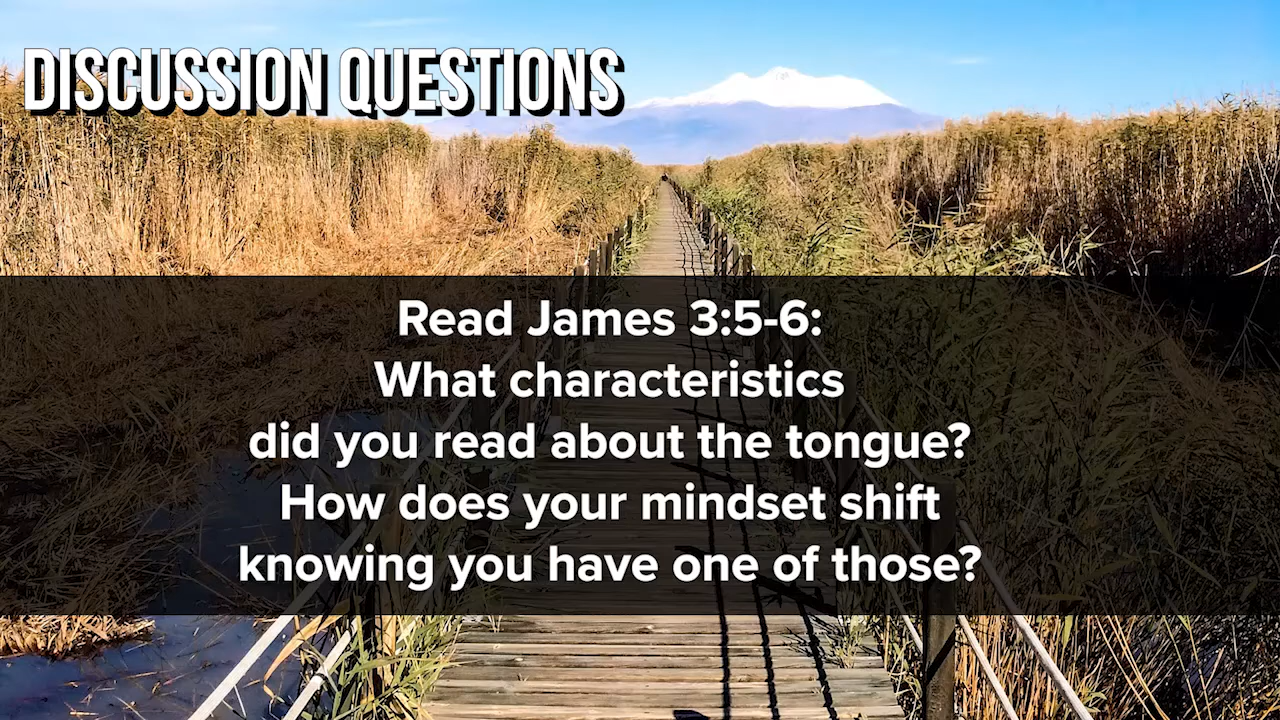 DISCUSSION QUESTIONS
Read James 3:5-6:
What characteristics
did you read about the tongue?
How does your mindset shift
knowing you have one of those?